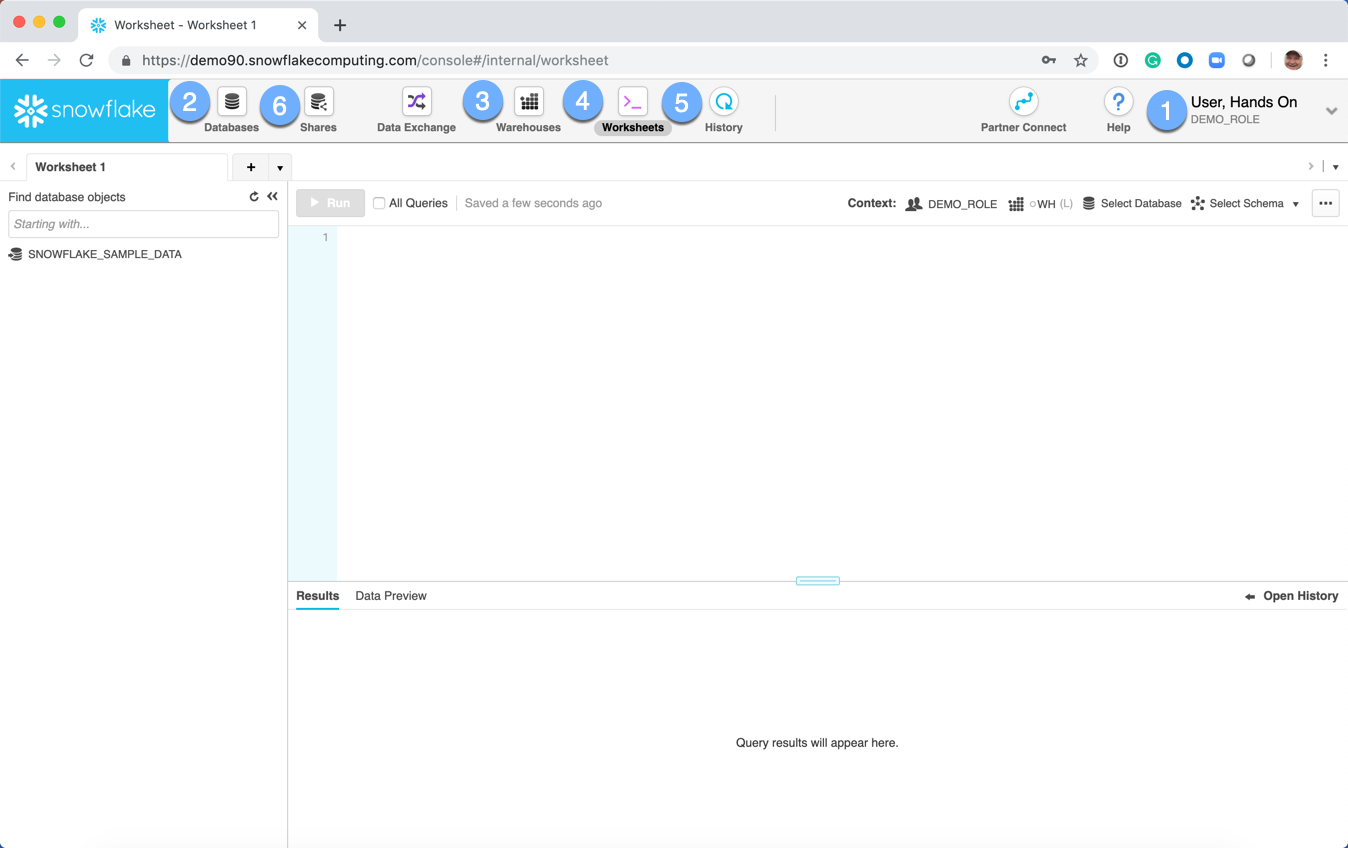 Worksheet - Worksheet 1
https://demo90.snowflakecomputing.com/console#/internal/worksheet
snowflake
2 Databases
6 Shares
Data Exchange
3 Warehouses
4 Worksheets
5 History
Partner Connect
? Help
1 User, Hands On
DEMO_ROLE
Worksheet 1
Find database objects
Starting with...
SNOWFLAKE_SAMPLE_DATA
Run All Queries Saved a few seconds ago Context: DEMO_ROLE WH (L) Select Database Select Schema
1
Results Data Preview Open History
Query results will appear here.